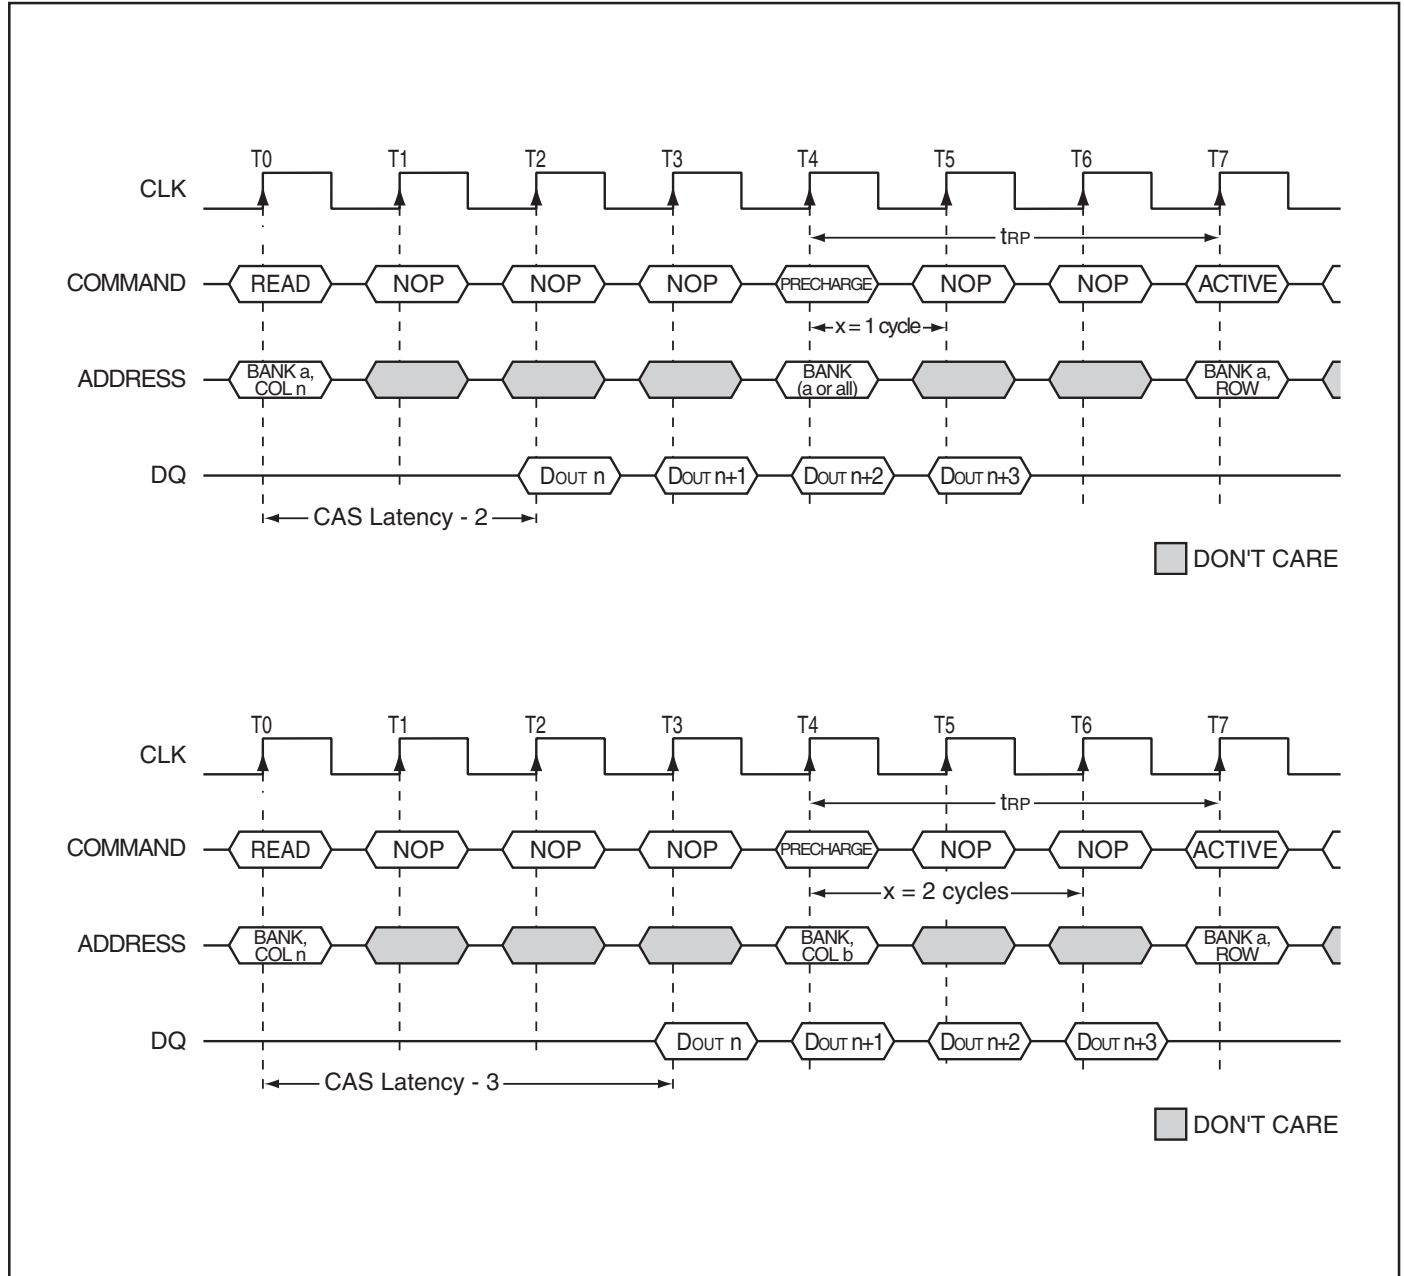 T0 T1 T2 T3 T4 T5 T6 T7
CLK
tRP
COMMAND READ NOP NOP NOP PRECHARGE NOP NOP ACTIVE
x = 1 cycle
ADDRESS BANK a, COL n BANK (a or all) BANK a, ROW
DQ DOUT n DOUT n+1 DOUT n+2 DOUT n+3
CAS Latency - 2
DON'T CARE
T0 T1 T2 T3 T4 T5 T6 T7
CLK
tRP
COMMAND READ NOP NOP NOP PRECHARGE NOP NOP ACTIVE
x = 2 cycles
ADDRESS BANK, COL n BANK, COL b BANK a, ROW
DQ DOUT n DOUT n+1 DOUT n+2 DOUT n+3
CAS Latency - 3
DON'T CARE